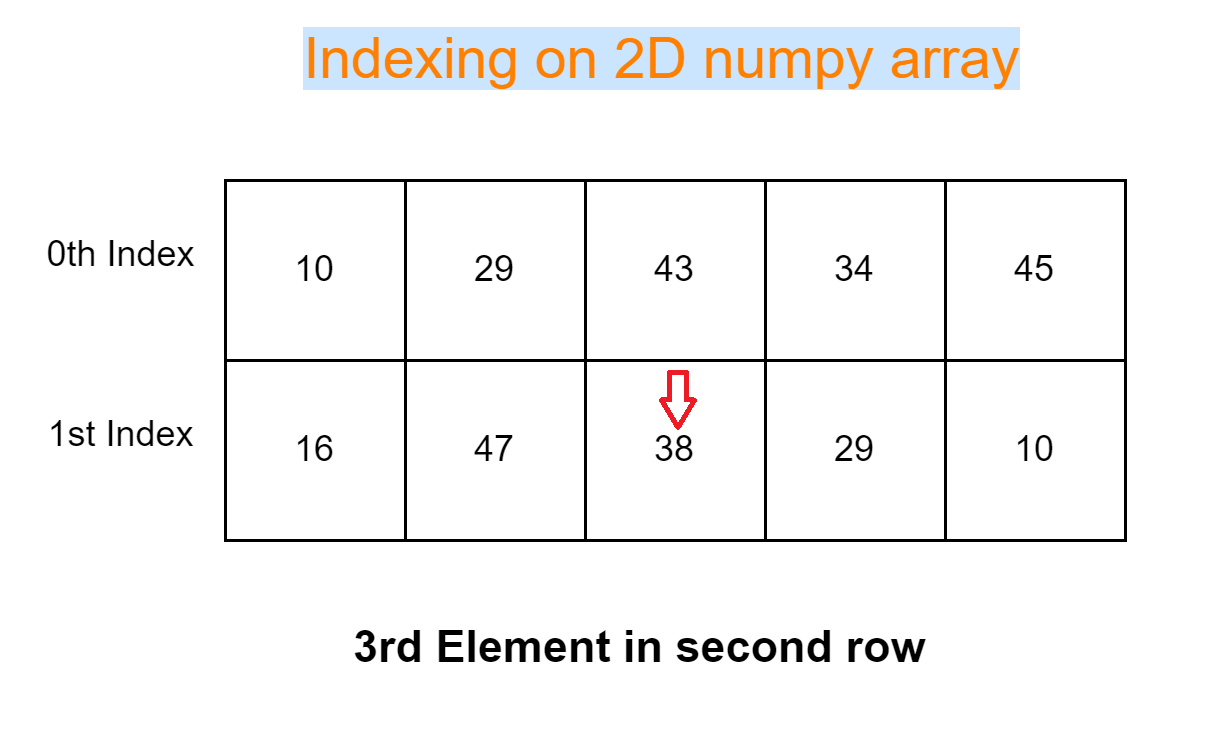 Indexing on 2D numpy array
0th Index 10 29 43 34 45
1st Index 16 47 38 29 10
3rd Element in second row